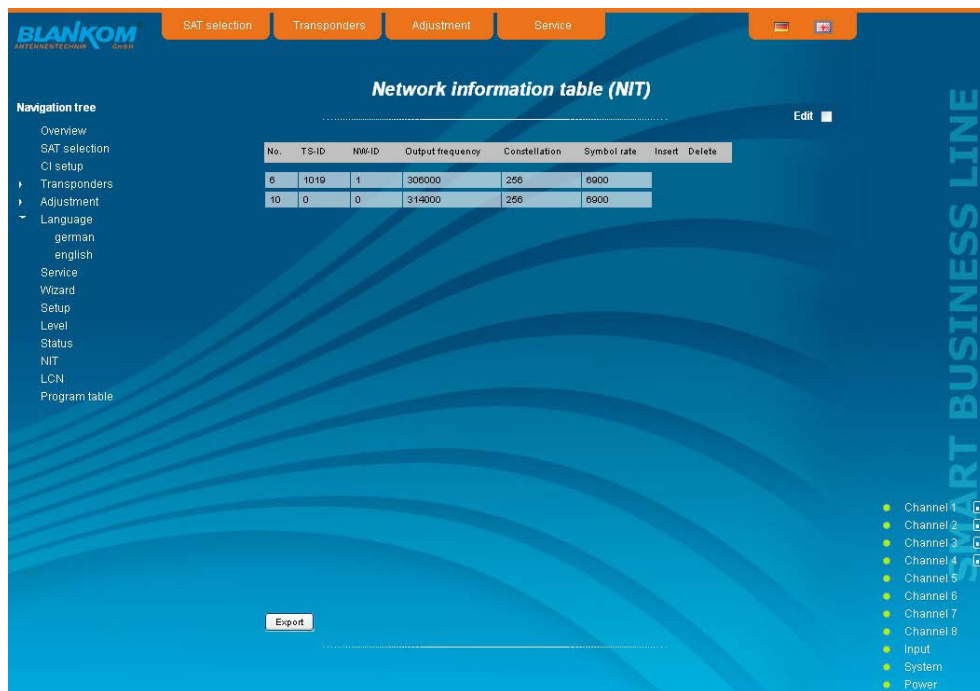 BLANKOM
ANTENNENTECHNIK GmbH
SAT selection
Transponders
Adjustment
Service
Network information table (NIT)
Navigation tree
Edit
Overview
SAT selection
CI setup
Transponders
Adjustment
Language
german
english
Service
Wizard
Setup
Level
Status
NIT
LCN
Program table
No. TS-ID NW-ID Output frequency Constellation Symbol rate Insert Delete
6 1019 1 306000 256 6900
10 0 0 314000 256 6900
Export
SMART BUSINESS LINE
Channel 1
Channel 2
Channel 3
Channel 4
Channel 5
Channel 6
Channel 7
Channel 8
Input
System
Power